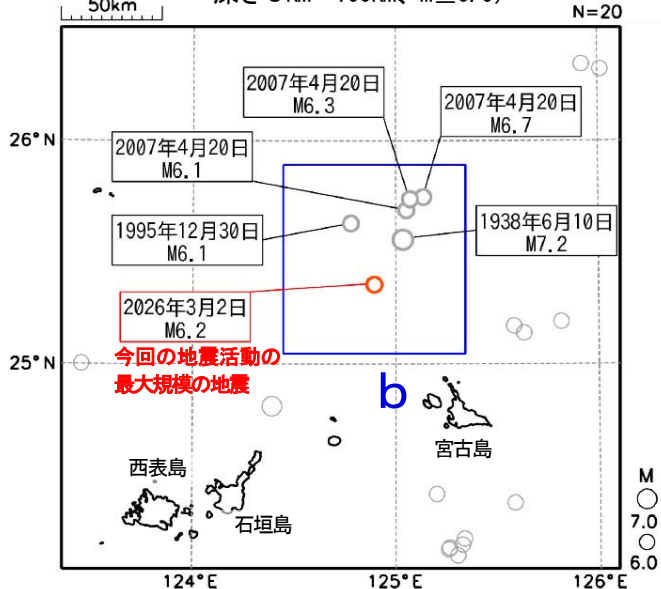 50km
N=20
2007年4月20日
M6.3
2007年4月20日
M6.7
26°N
2007年4月20日
M6.1
1995年12月30日
M6.1
1938年6月10日
M7.2
2026年3月2日
M6.2
今回の地震活動の
最大規模の地震
25°N
b
宮古島
西表島
石垣島
M
7.0
6.0
124°E
125°E
126°E